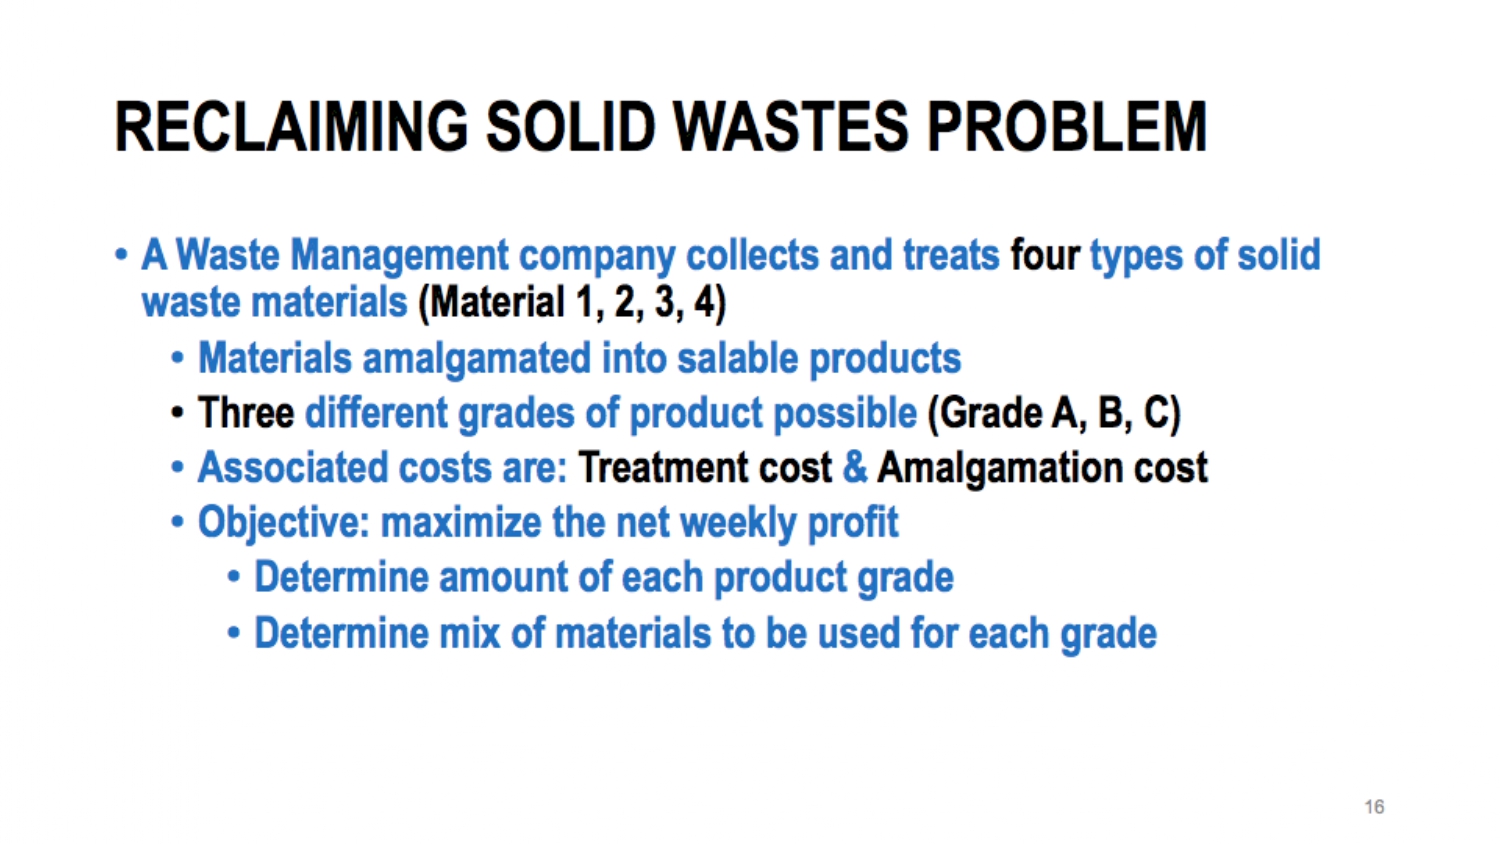 RECLAIMING SOLID WASTES PROBLEM
• A Waste Management company collects and treats four types of solid
waste materials (Material 1, 2, 3, 4)
• Materials amalgamated into salable products
• Three different grades of product possible (Grade A, B, C)
• Associated costs are: Treatment cost & Amalgamation cost
• Objective: maximize the net weekly profit
• Determine amount of each product grade
• Determine mix of materials to be used for each grade
16